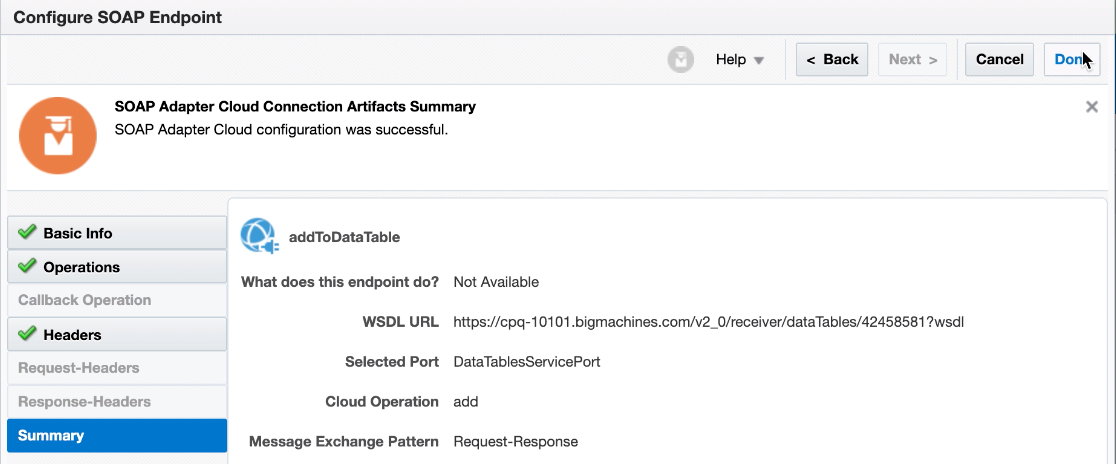 Configure SOAP Endpoint
Help
< Back
Next >
Cancel
Don
SOAP Adapter Cloud Connection Artifacts Summary
SOAP Adapter Cloud configuration was successful.
Basic Info
Operations
Callback Operation
Headers
Request-Headers
Response-Headers
Summary
addToDataTable
What does this endpoint do? Not Available
WSDL URL https://cpq-10101.bigmachines.com/v2_0/receiver/dataTables/42458581?wsdl
Selected Port DataTablesServicePort
Cloud Operation add
Message Exchange Pattern Request-Response